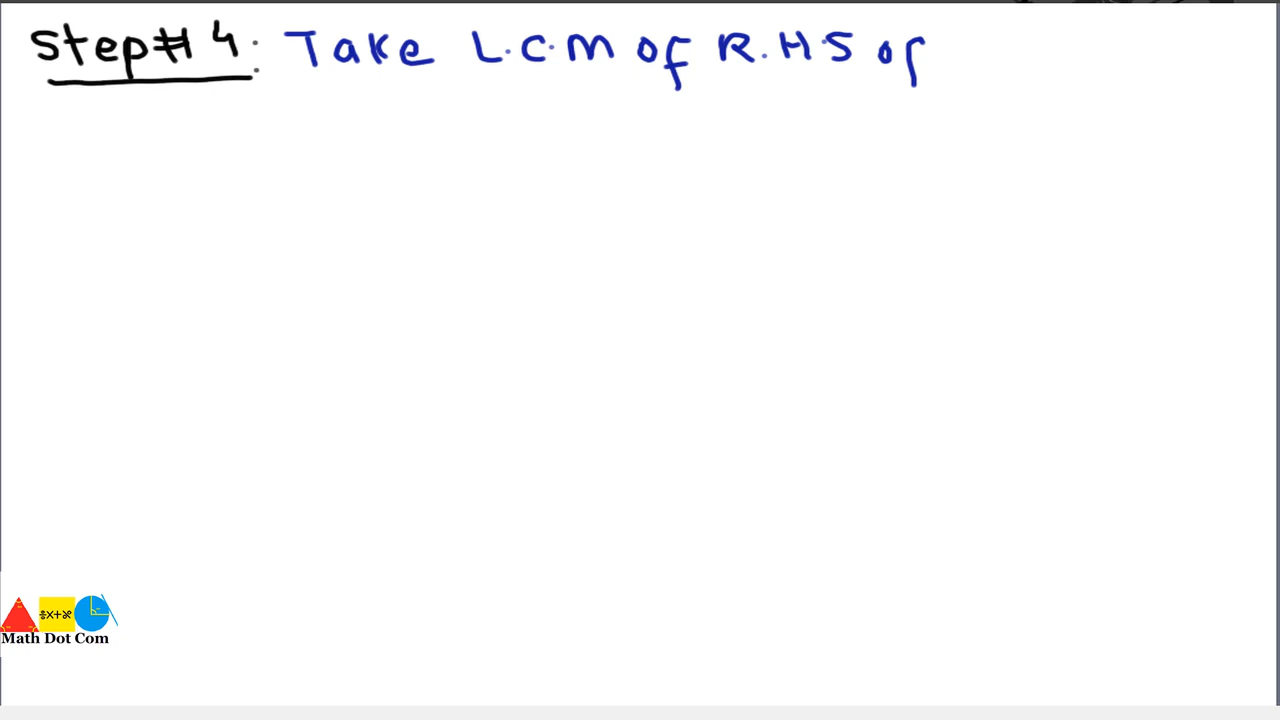 Step# 4: Take L.C.M of R.H.S of
÷x+
Math Dot Com